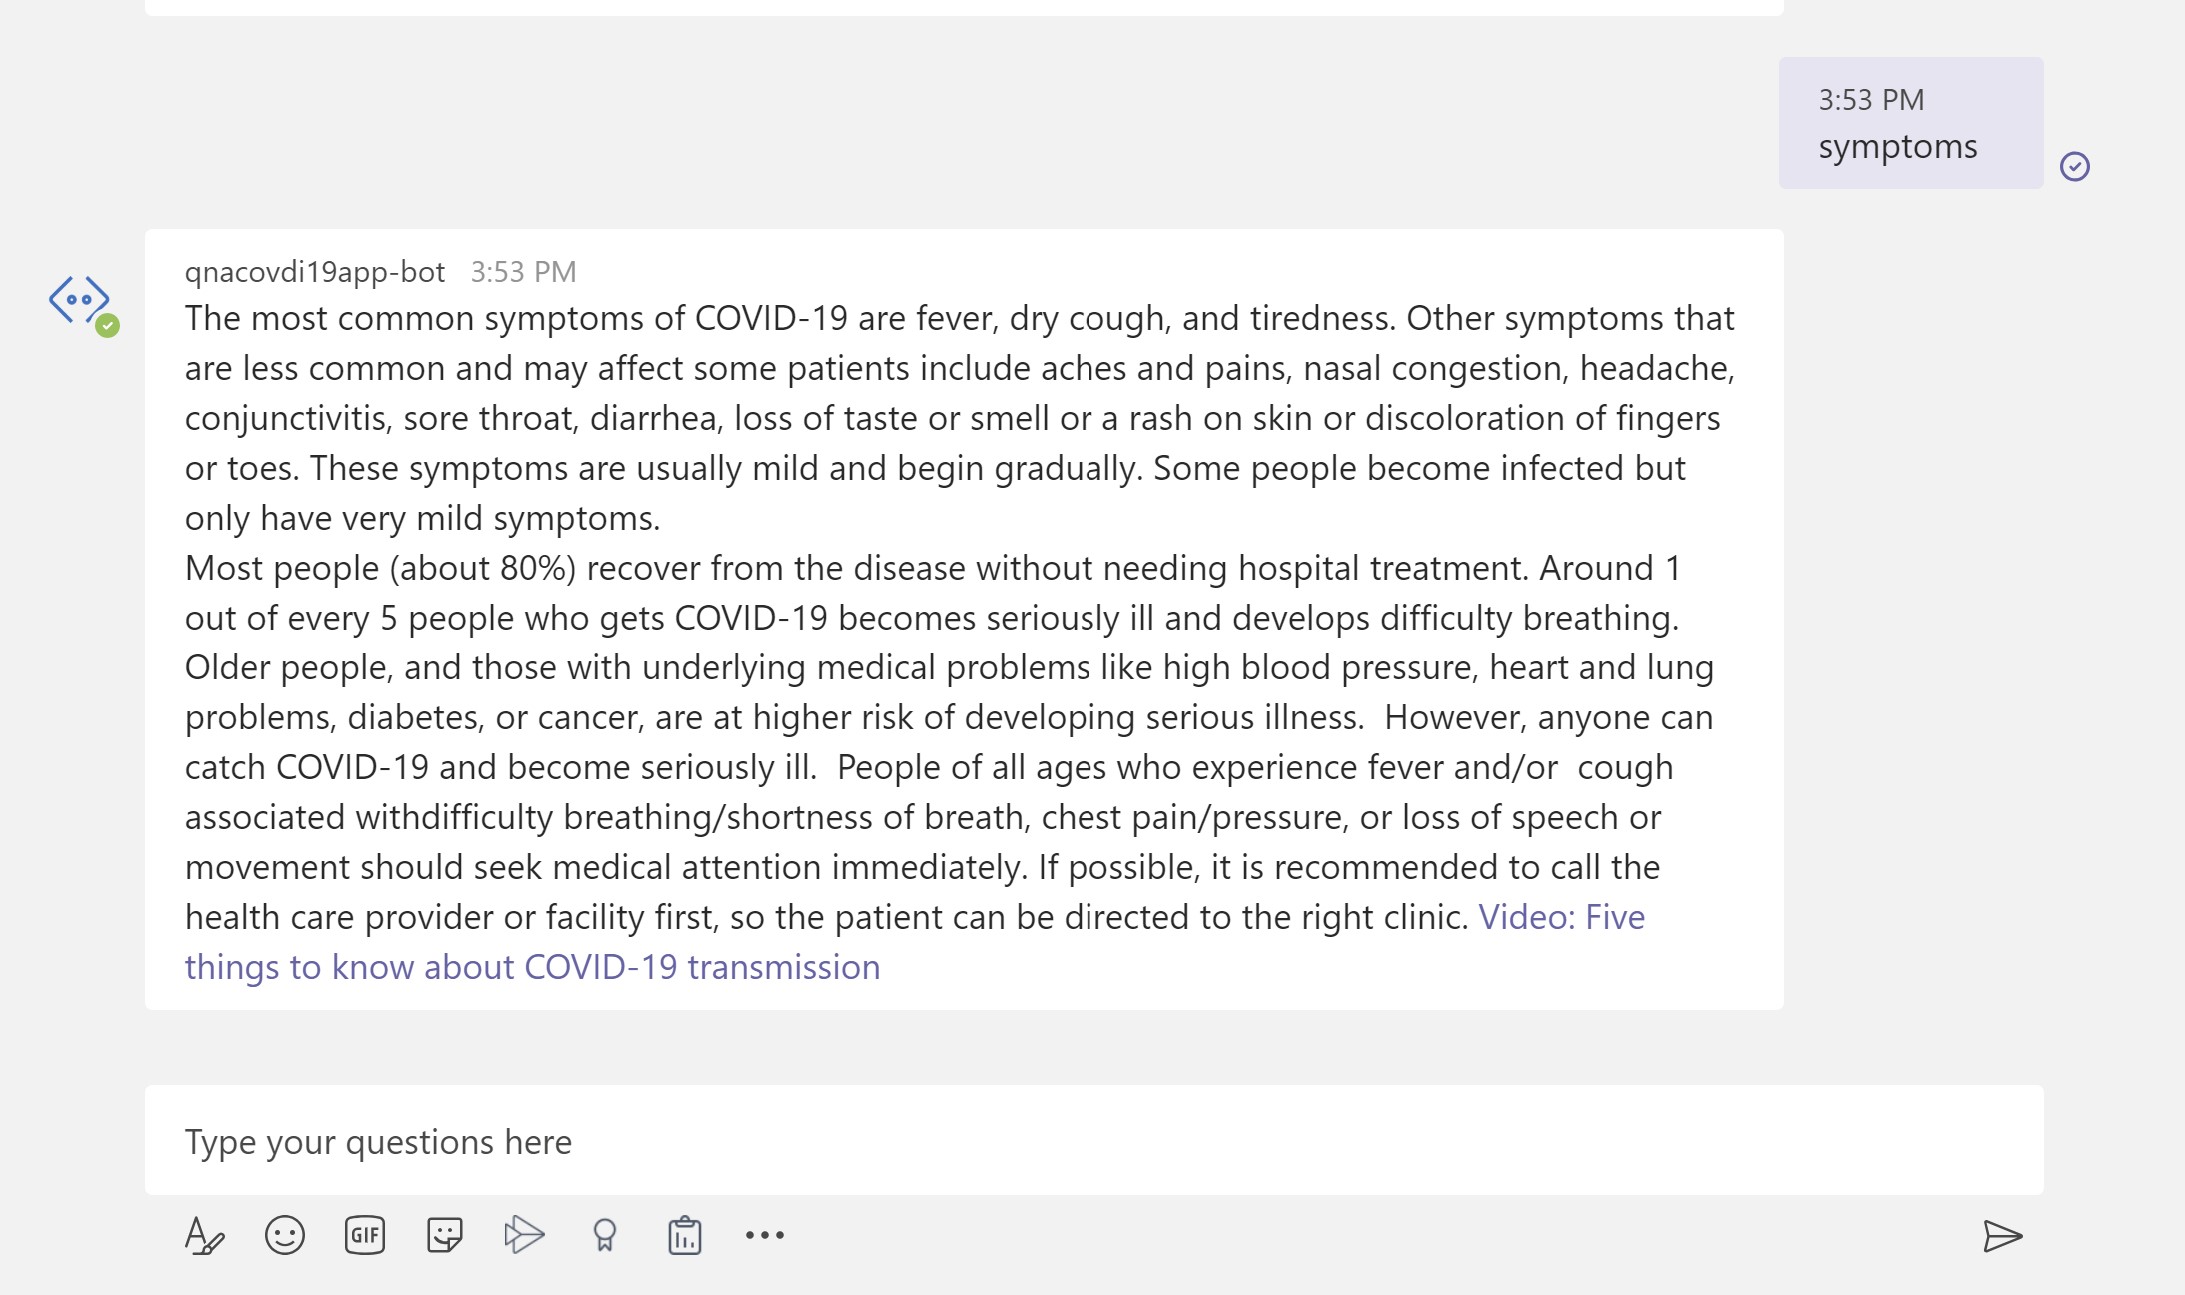 3:53 PM
symptoms
qnacovdi19app-bot 3:53 PM
The most common symptoms of COVID-19 are fever, dry cough, and tiredness. Other symptoms that
are less common and may affect some patients include aches and pains, nasal congestion, headache,
conjunctivitis, sore throat, diarrhea, loss of taste or smell or a rash on skin or discoloration of fingers
or toes. These symptoms are usually mild and begin gradually. Some people become infected but
only have very mild symptoms.
Most people (about 80%) recover from the disease without needing hospital treatment. Around 1
out of every 5 people who gets COVID-19 becomes seriously ill and develops difficulty breathing.
Older people, and those with underlying medical problems like high blood pressure, heart and lung
problems, diabetes, or cancer, are at higher risk of developing serious illness.  However, anyone can
catch COVID-19 and become seriously ill.  People of all ages who experience fever and/or  cough
associated withdifficulty breathing/shortness of breath, chest pain/pressure, or loss of speech or
movement should seek medical attention immediately. If possible, it is recommended to call the
health care provider or facility first, so the patient can be directed to the right clinic. Video: Five
things to know about COVID-19 transmission
Type your questions here
GIF